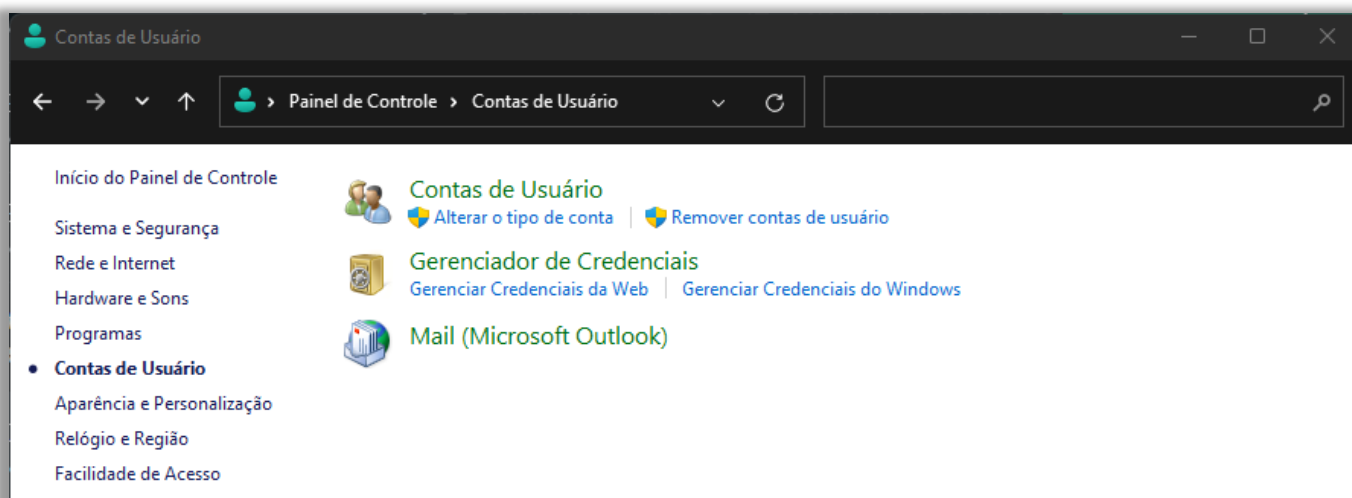 Contas de Usuário
Painel de Controle > Contas de Usuário
Início do Painel de Controle
Sistema e Segurança
Rede e Internet
Hardware e Sons
Programas
Contas de Usuário
Aparência e Personalização
Relógio e Região
Facilidade de Acesso
Contas de Usuário
Alterar o tipo de conta | Remover contas de usuário
Gerenciador de Credenciais
Gerenciar Credenciais da Web | Gerenciar Credenciais do Windows
Mail (Microsoft Outlook)